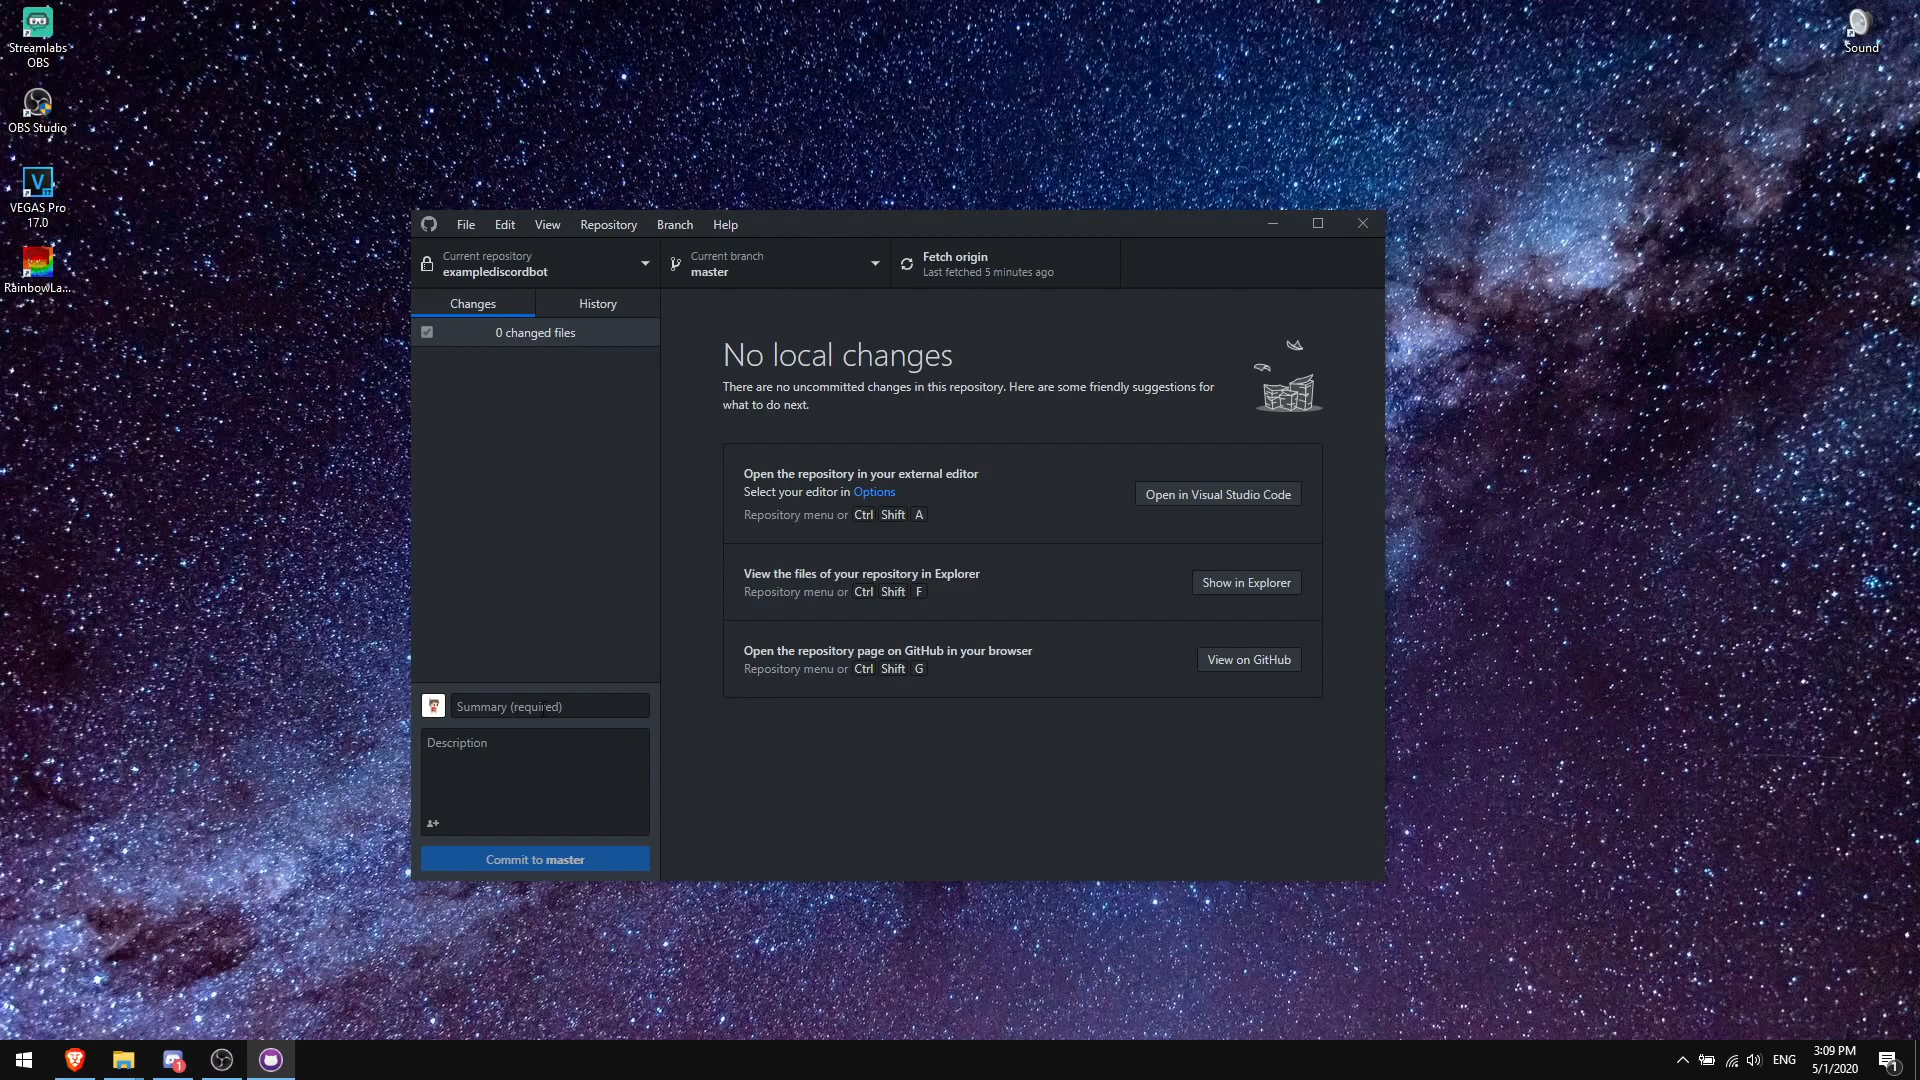 Streamlabs
OBS
OBS Studio
VEGAS Pro
17.0
RainbowLa...
Sound
File Edit View Repository Branch Help
Current repository
examplediscordbot
Current branch
master
Fetch origin
Last fetched 5 minutes ago
Changes History
0 changed files
No local changes
There are no uncommitted changes in this repository. Here are some friendly suggestions for
what to do next.
Open the repository in your external editor
Select your editor in Options
Repository menu or Ctrl Shift A
Open in Visual Studio Code
View the files of your repository in Explorer
Repository menu or Ctrl Shift F
Show in Explorer
Open the repository page on GitHub in your browser
Repository menu or Ctrl Shift G
View on GitHub
Summary (required)
Description
Commit to master
1
ENG
3:09 PM
5/1/2020
1